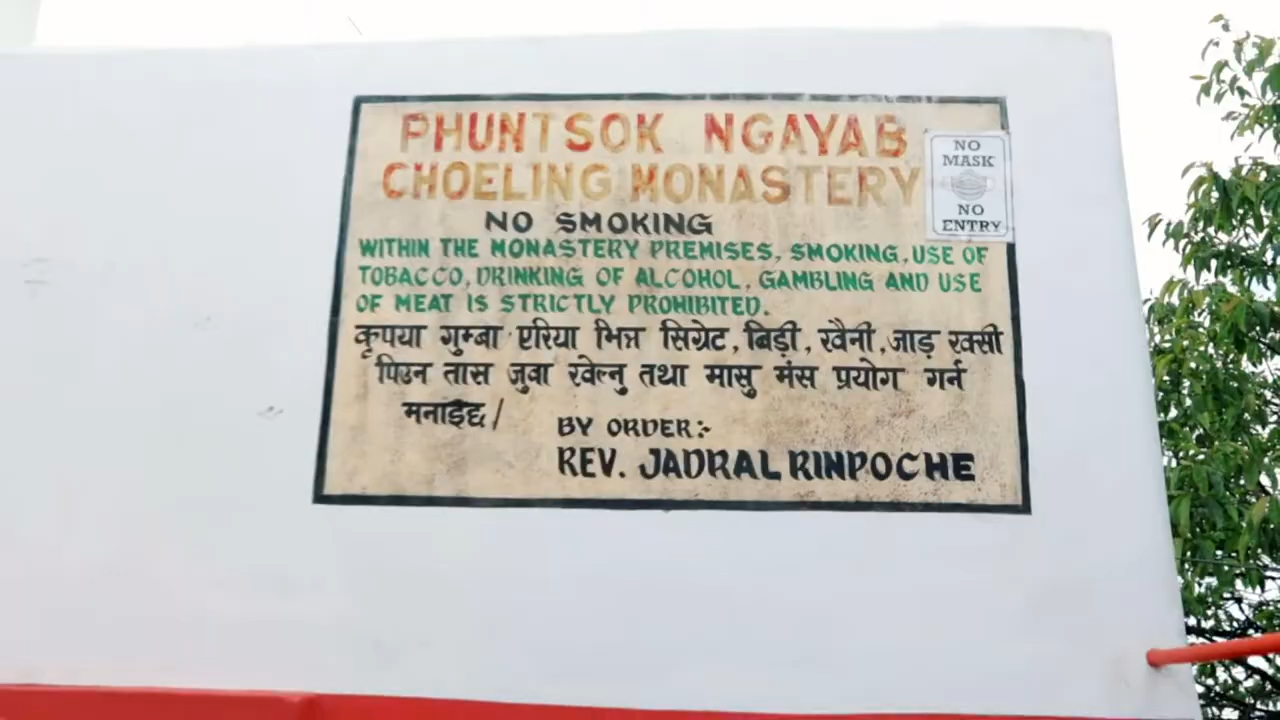 PHUNTSOK NGAYAB
CHOELING MONASTERY
NO
MASK
NO
ENTRY
NO SMOKING
WITHIN THE MONASTERY PREMISES, SMOKING, USE OF
TOBACCO, DRINKING OF ALCOHOL, GAMBLING AND USE
OF MEAT IS STRICTLY PROHIBITED.
कृपया गुम्बा एरिया भित्र सिग्रेट, बिड़ी, खैनी, जाड़ रक्सी
पिउन तास जुवा खेल्नु तथा मासु मंस प्रयोग गर्न
मनाइछ/
BY ORDER:-
REV. JADRAL RINPOCHE